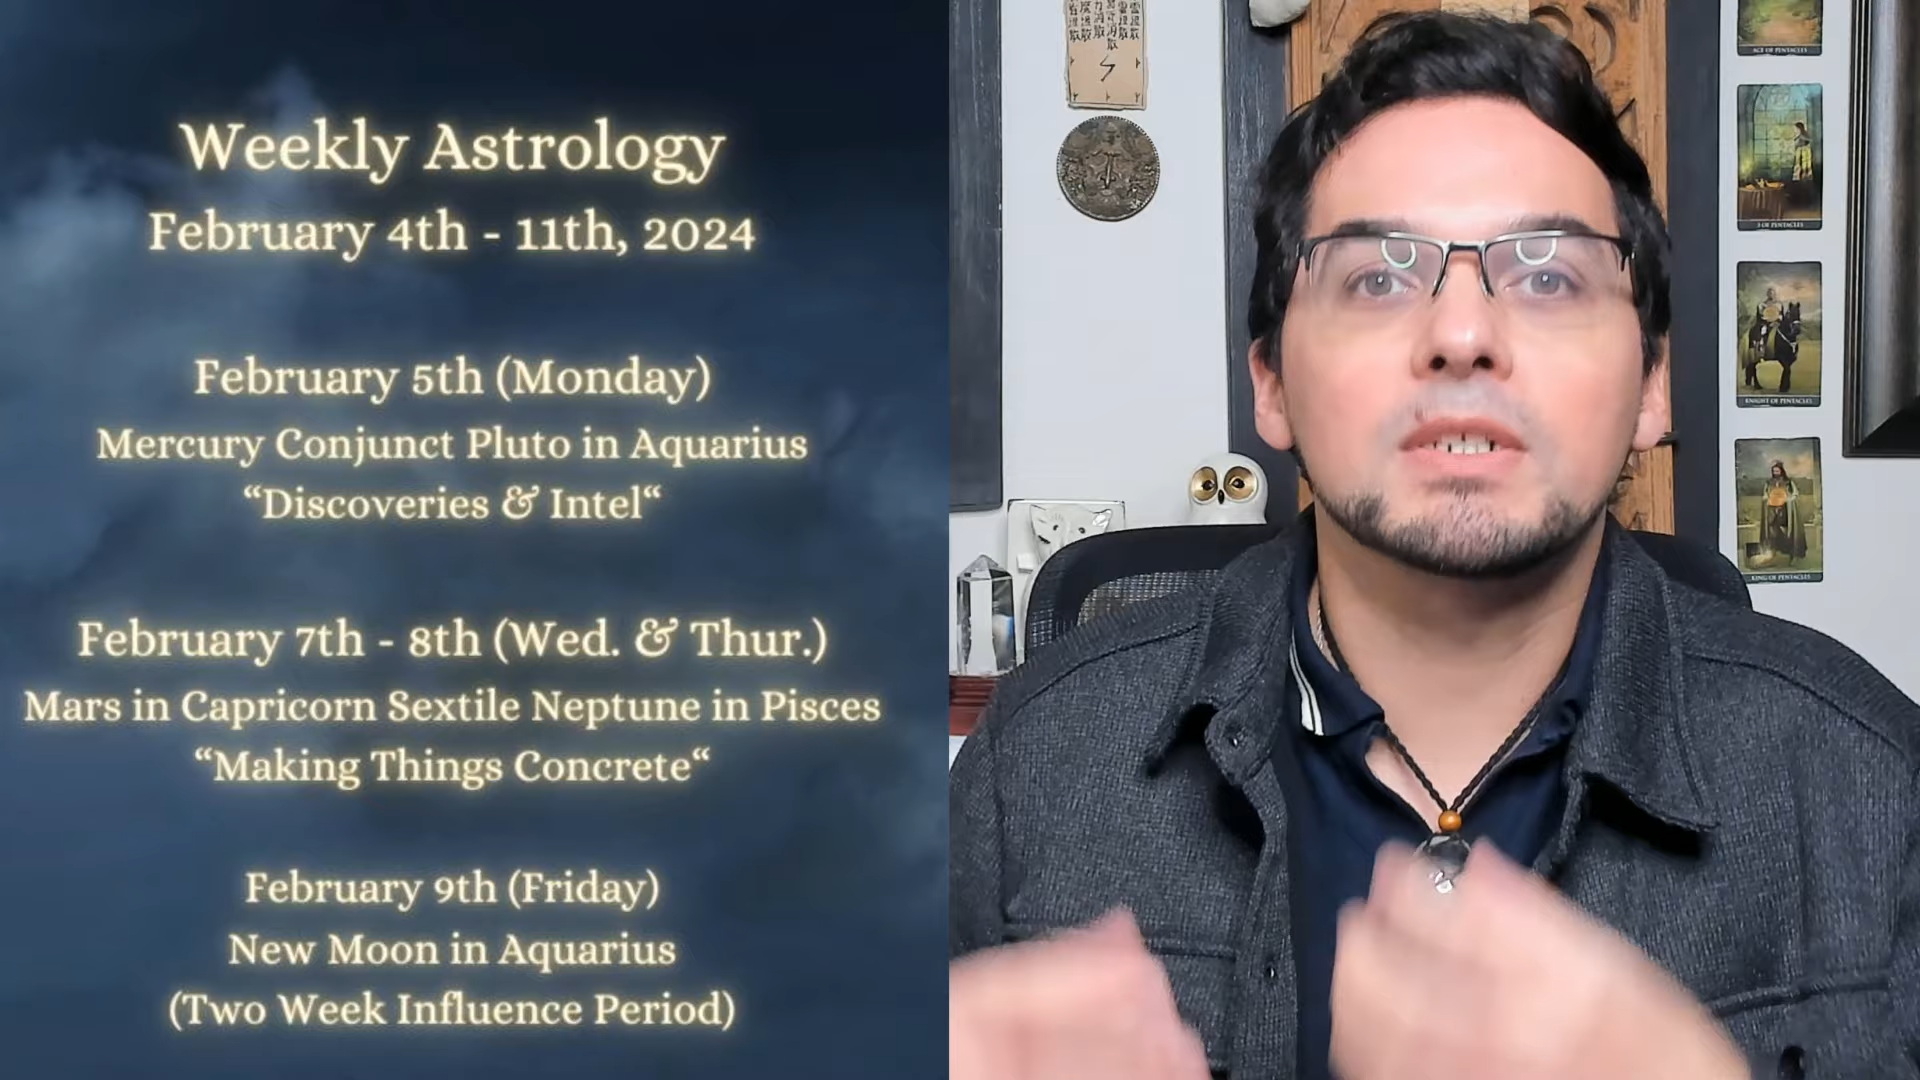 Weekly Astrology
February 4th - 11th, 2024
February 5th (Monday)
Mercury Conjunct Pluto in Aquarius
“Discoveries & Intel“
February 7th - 8th (Wed. & Thur.)
Mars in Capricorn Sextile Neptune in Pisces
“Making Things Concrete“
February 9th (Friday)
New Moon in Aquarius
(Two Week Influence Period)
ACE OF PENTACLES
KNIGHT OF PENTACLES
KING OF PENTACLES